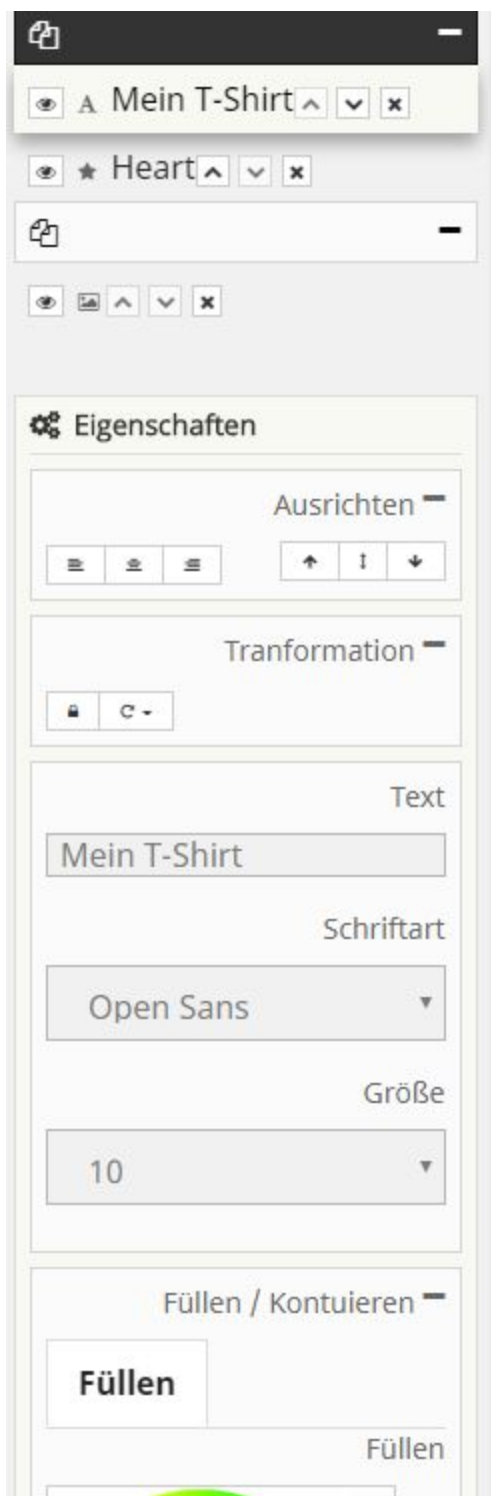 A Mein T-Shirt
Heart
Eigenschaften
Ausrichten
Tranformation
Text
Mein T-Shirt
Schriftart
Open Sans
Größe
10
Füllen / Kontuieren
Füllen
Füllen